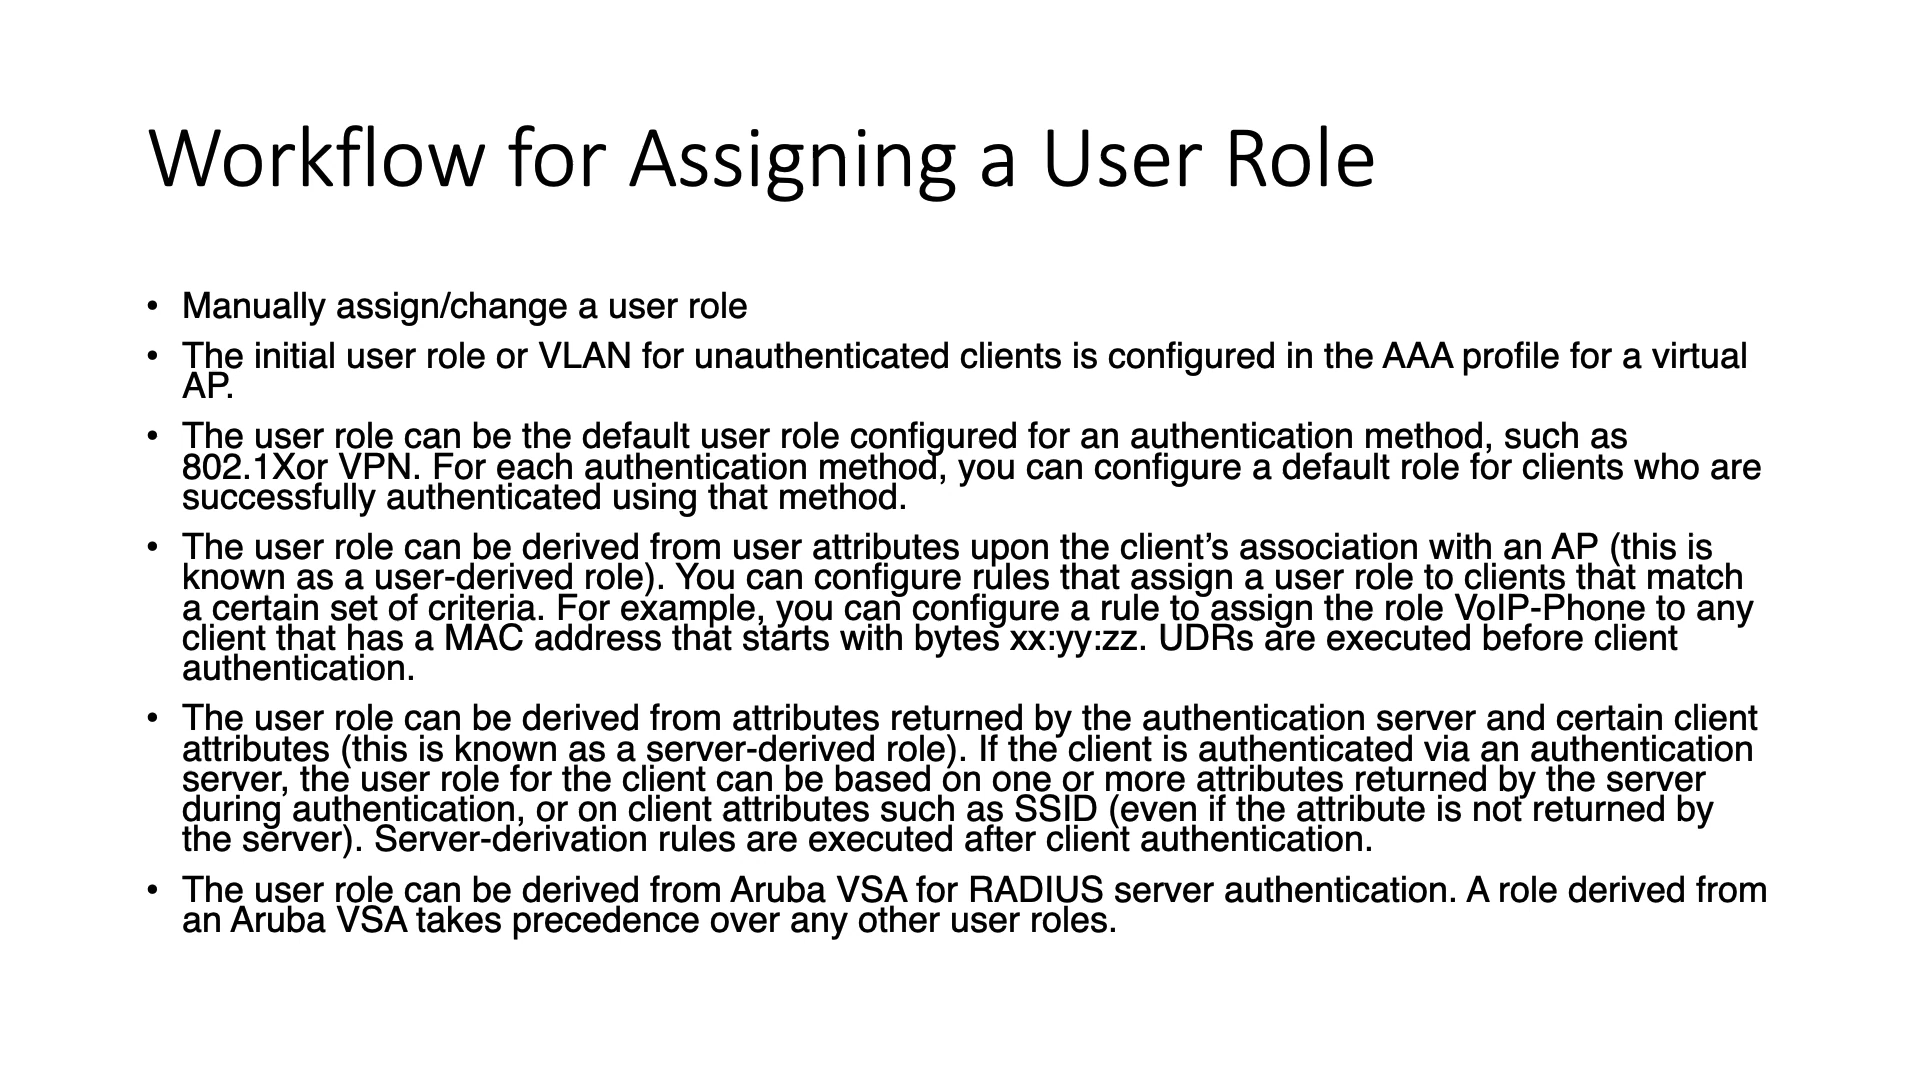 Workflow for Assigning a User Role
• Manually assign/change a user role
• The initial user role or VLAN for unauthenticated clients is configured in the AAA profile for a virtual
AP.
• The user role can be the default user role configured for an authentication method, such as
802.1Xor VPN. For each authentication method, you can configure a default role for clients who are
successfully authenticated using that method.
• The user role can be derived from user attributes upon the client’s association with an AP (this is
known as a user-derived role). You can configure rules that assign a user role to clients that match
a certain set of criteria. For example, you can configure a rule to assign the role VoIP-Phone to any
client that has a MAC address that starts with bytes xx:yy:zz. UDRs are executed before client
authentication.
• The user role can be derived from attributes returned by the authentication server and certain client
attributes (this is known as a server-derived role). If the client is authenticated via an authentication
server, the user role for the client can be based on one or more attributes returned by the server
during authentication, or on client attributes such as SSID (even if the attribute is not returned by
the server). Server-derivation rules are executed after client authentication.
• The user role can be derived from Aruba VSA for RADIUS server authentication. A role derived from
an Aruba VSA takes precedence over any other user roles.